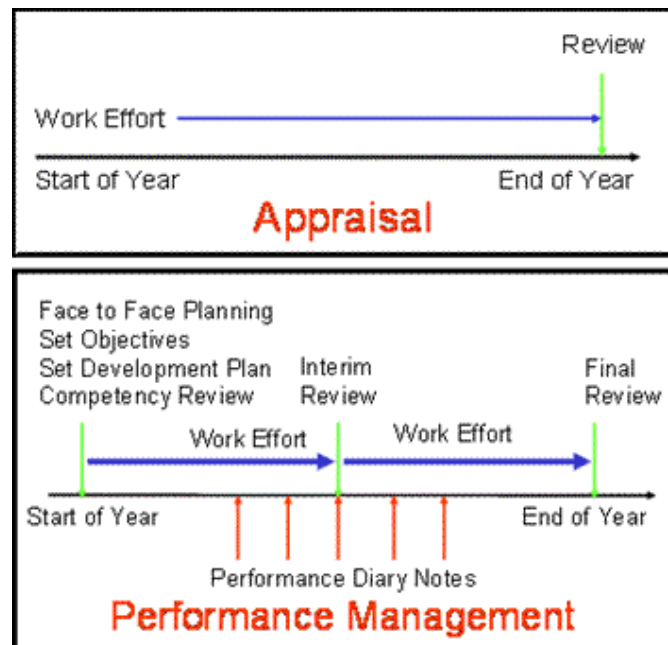 Review
Work Effort
Start of Year
End of Year
Appraisal
Face to Face Planning
Set Objectives
Set Development Plan
Competency Review
Interim
Review
Final
Review
Work Effort
Work Effort
Start of Year
End of Year
Performance Diary Notes
Performance Management